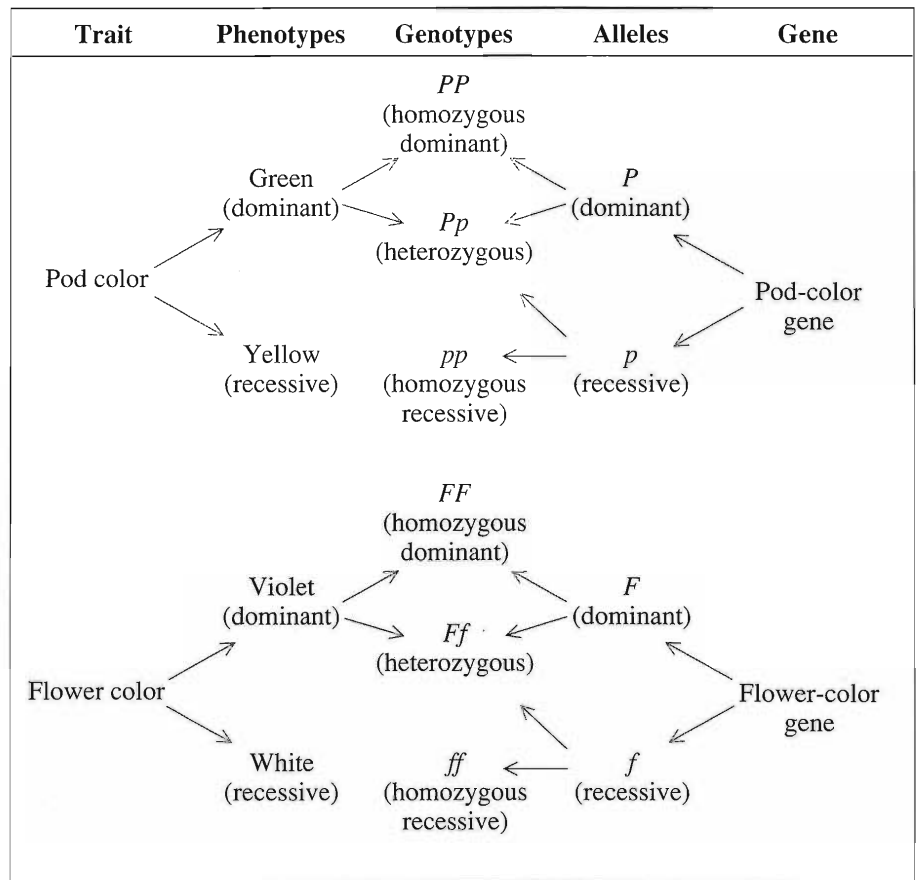 Trait Phenotypes Genotypes Alleles Gene
PP
(homozygous
dominant)
Green
(dominant)
P
(dominant)
Pp
(heterozygous)
Pod color
Pod-color
gene
Yellow
(recessive)
pp
(homozygous
recessive)
p
(recessive)
FF
(homozygous
dominant)
Violet
(dominant)
F
(dominant)
Ff
(heterozygous)
Flower color
Flower-color
gene
White
(recessive)
ff
(homozygous
recessive)
f
(recessive)